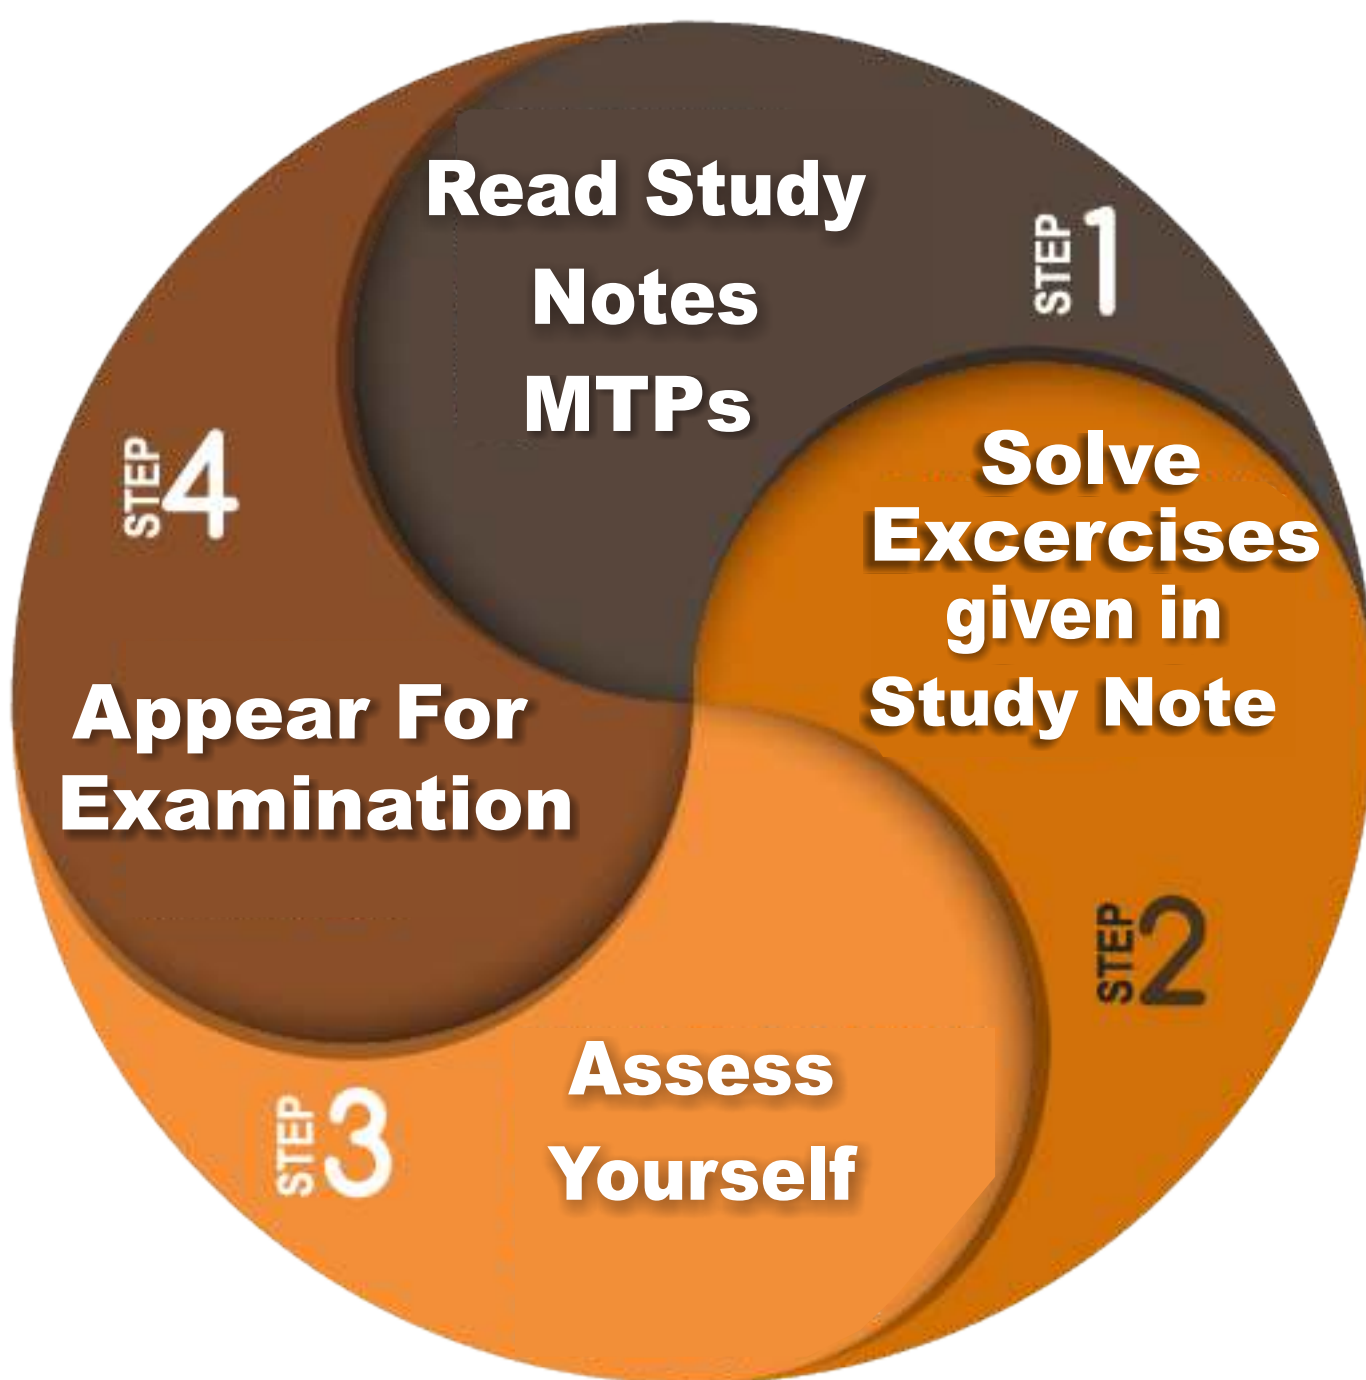 STEP 1
Read Study
Notes
MTPs
STEP 2
Solve
Excercises
given in
Study Note
STEP 3
Assess
Yourself
STEP 4
Appear For
Examination